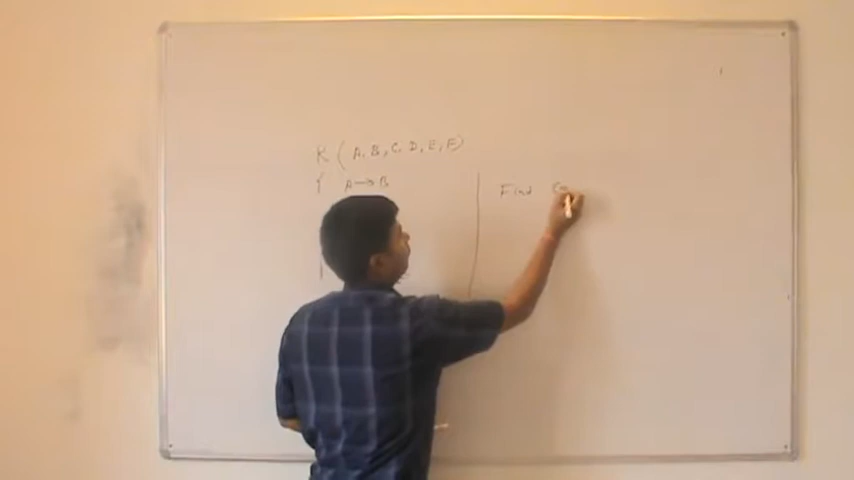 R (A, B, C, D, E, F)
{ A → B
Find